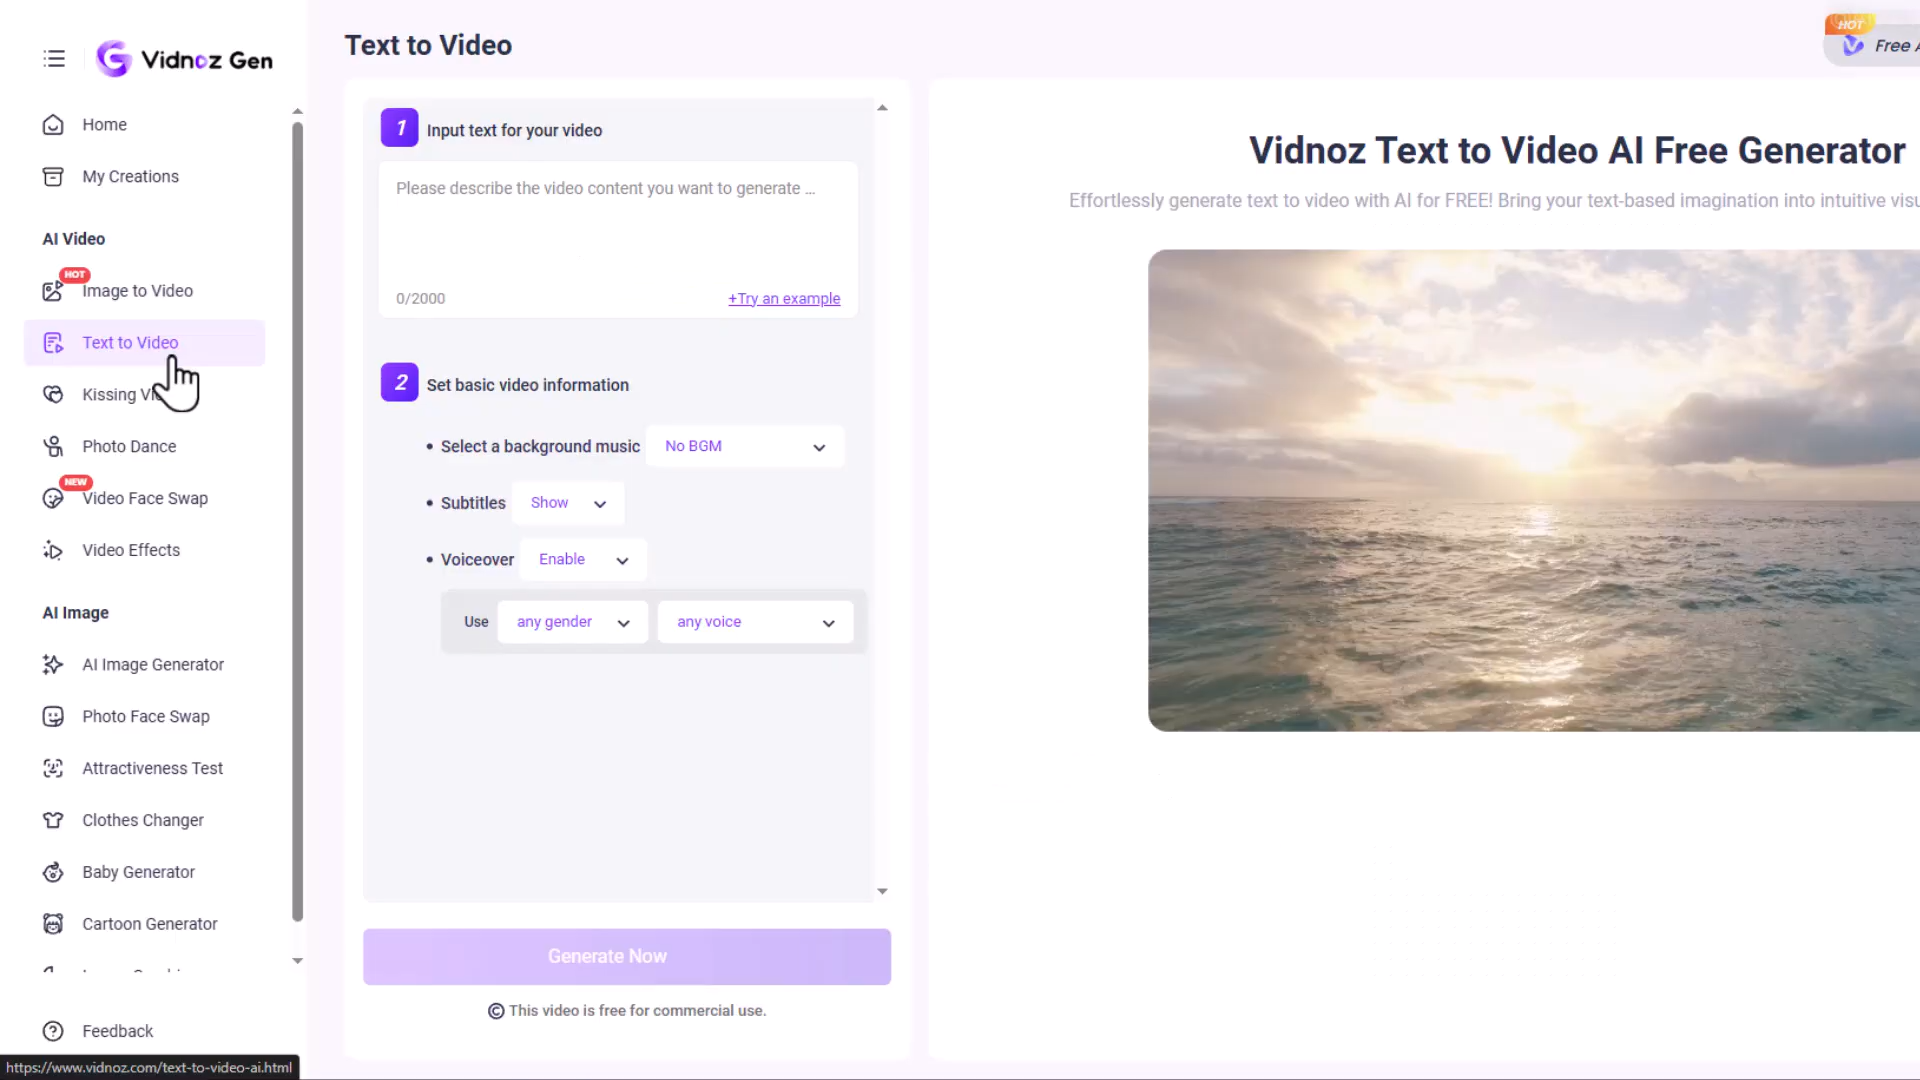 Vidnoz Gen
Home
My Creations
AI Video
HOT
Image to Video
Text to Video
Kissing
Photo Dance
NEW
Video Face Swap
Video Effects
AI Image
AI Image Generator
Photo Face Swap
Attractiveness Test
Clothes Changer
Baby Generator
Cartoon Generator
Feedback
https://www.vidnoz.com/text-to-video-ai.html
Text to Video
1 Input text for your video
Please describe the video content you want to generate ...
0/2000
+Try an example
2 Set basic video information
• Select a background music No BGM
• Subtitles Show
• Voiceover Enable
Use any gender any voice
Generate Now
© This video is free for commercial use.
HOT
Free
Vidnoz Text to Video AI Free Generator
Effortlessly generate text to video with AI for FREE! Bring your text-based imagination into intuitive